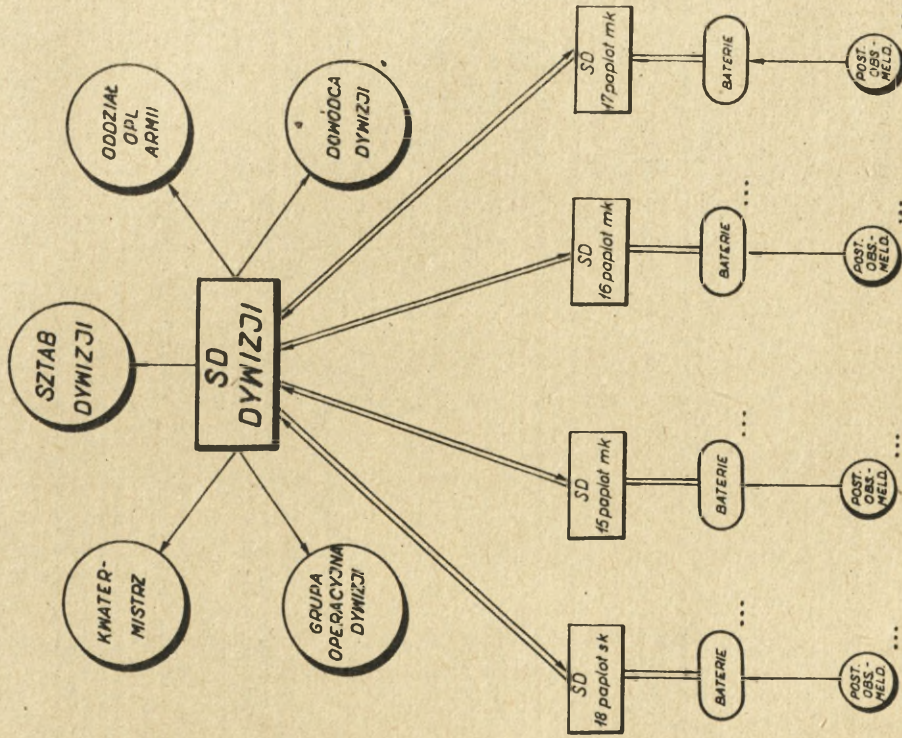 SZTAB
DYWIZJI
KWATER-
MISTRZ
ODDZIAŁ
OPL
ARMII
SD
DYWIZJI
GRUPA
OPERACYJNA
DYWIZJI
DOWÓDCA
DYWIZJI
SD
18 paplot sk
SD
15 paplot mk
SD
16 paplot mk
SD
17 paplot mk
BATERIE
...
BATERIE
...
BATERIE
...
BATERIE
POST.
OBS.-
MELD.
...
POST.
OBS.-
MELD.
...
POST.
OBS.-
MELD.
...
POST.
OBS.-
MELD.